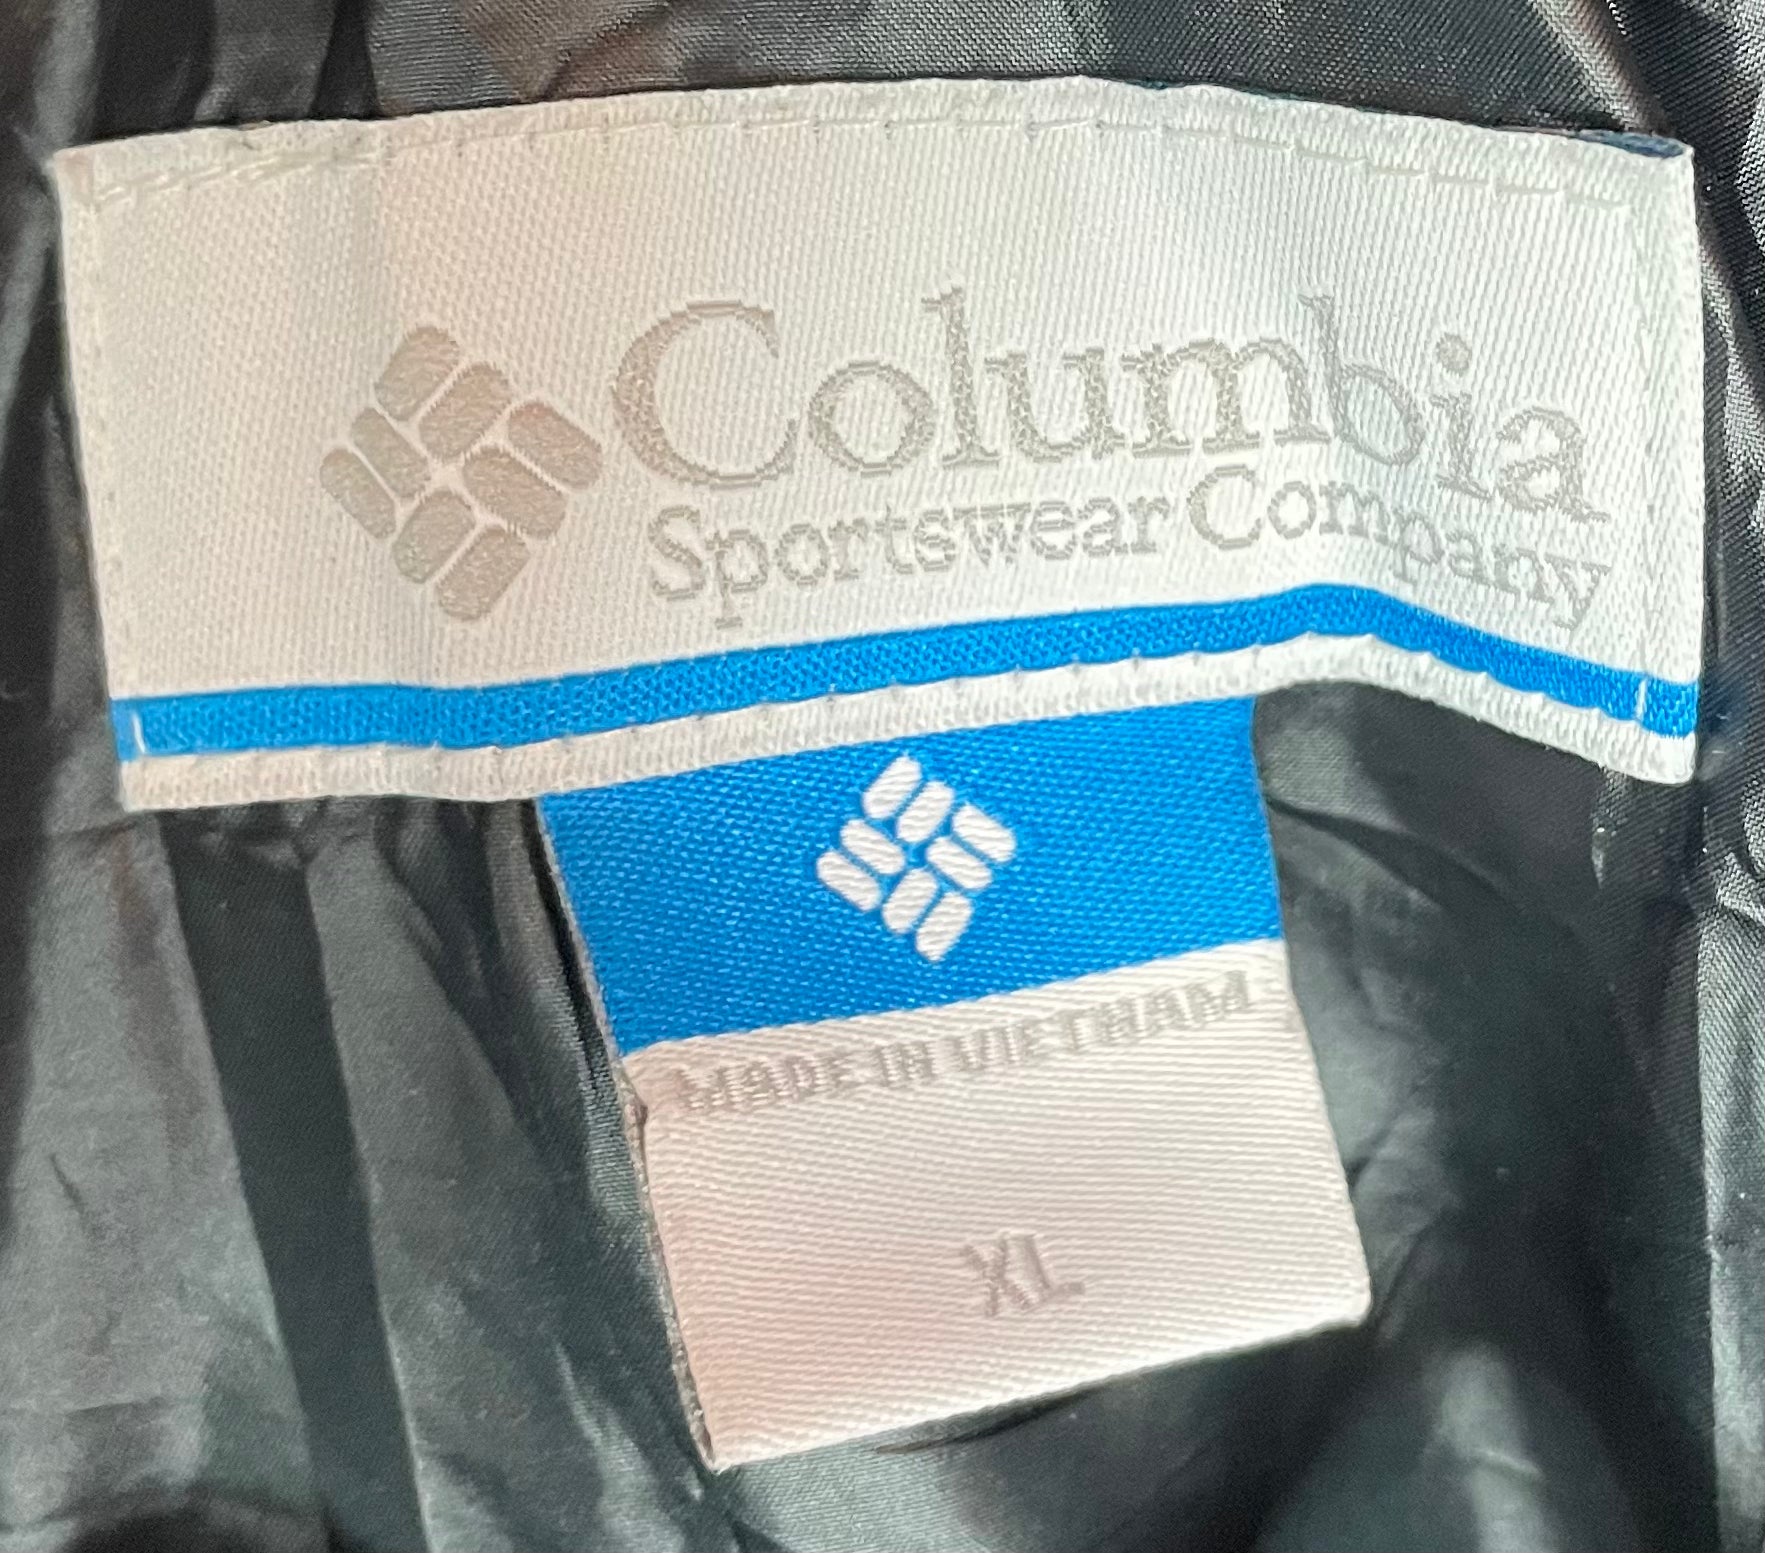 Columbia
Sportswear Company
MADE IN VIETNAM
XL